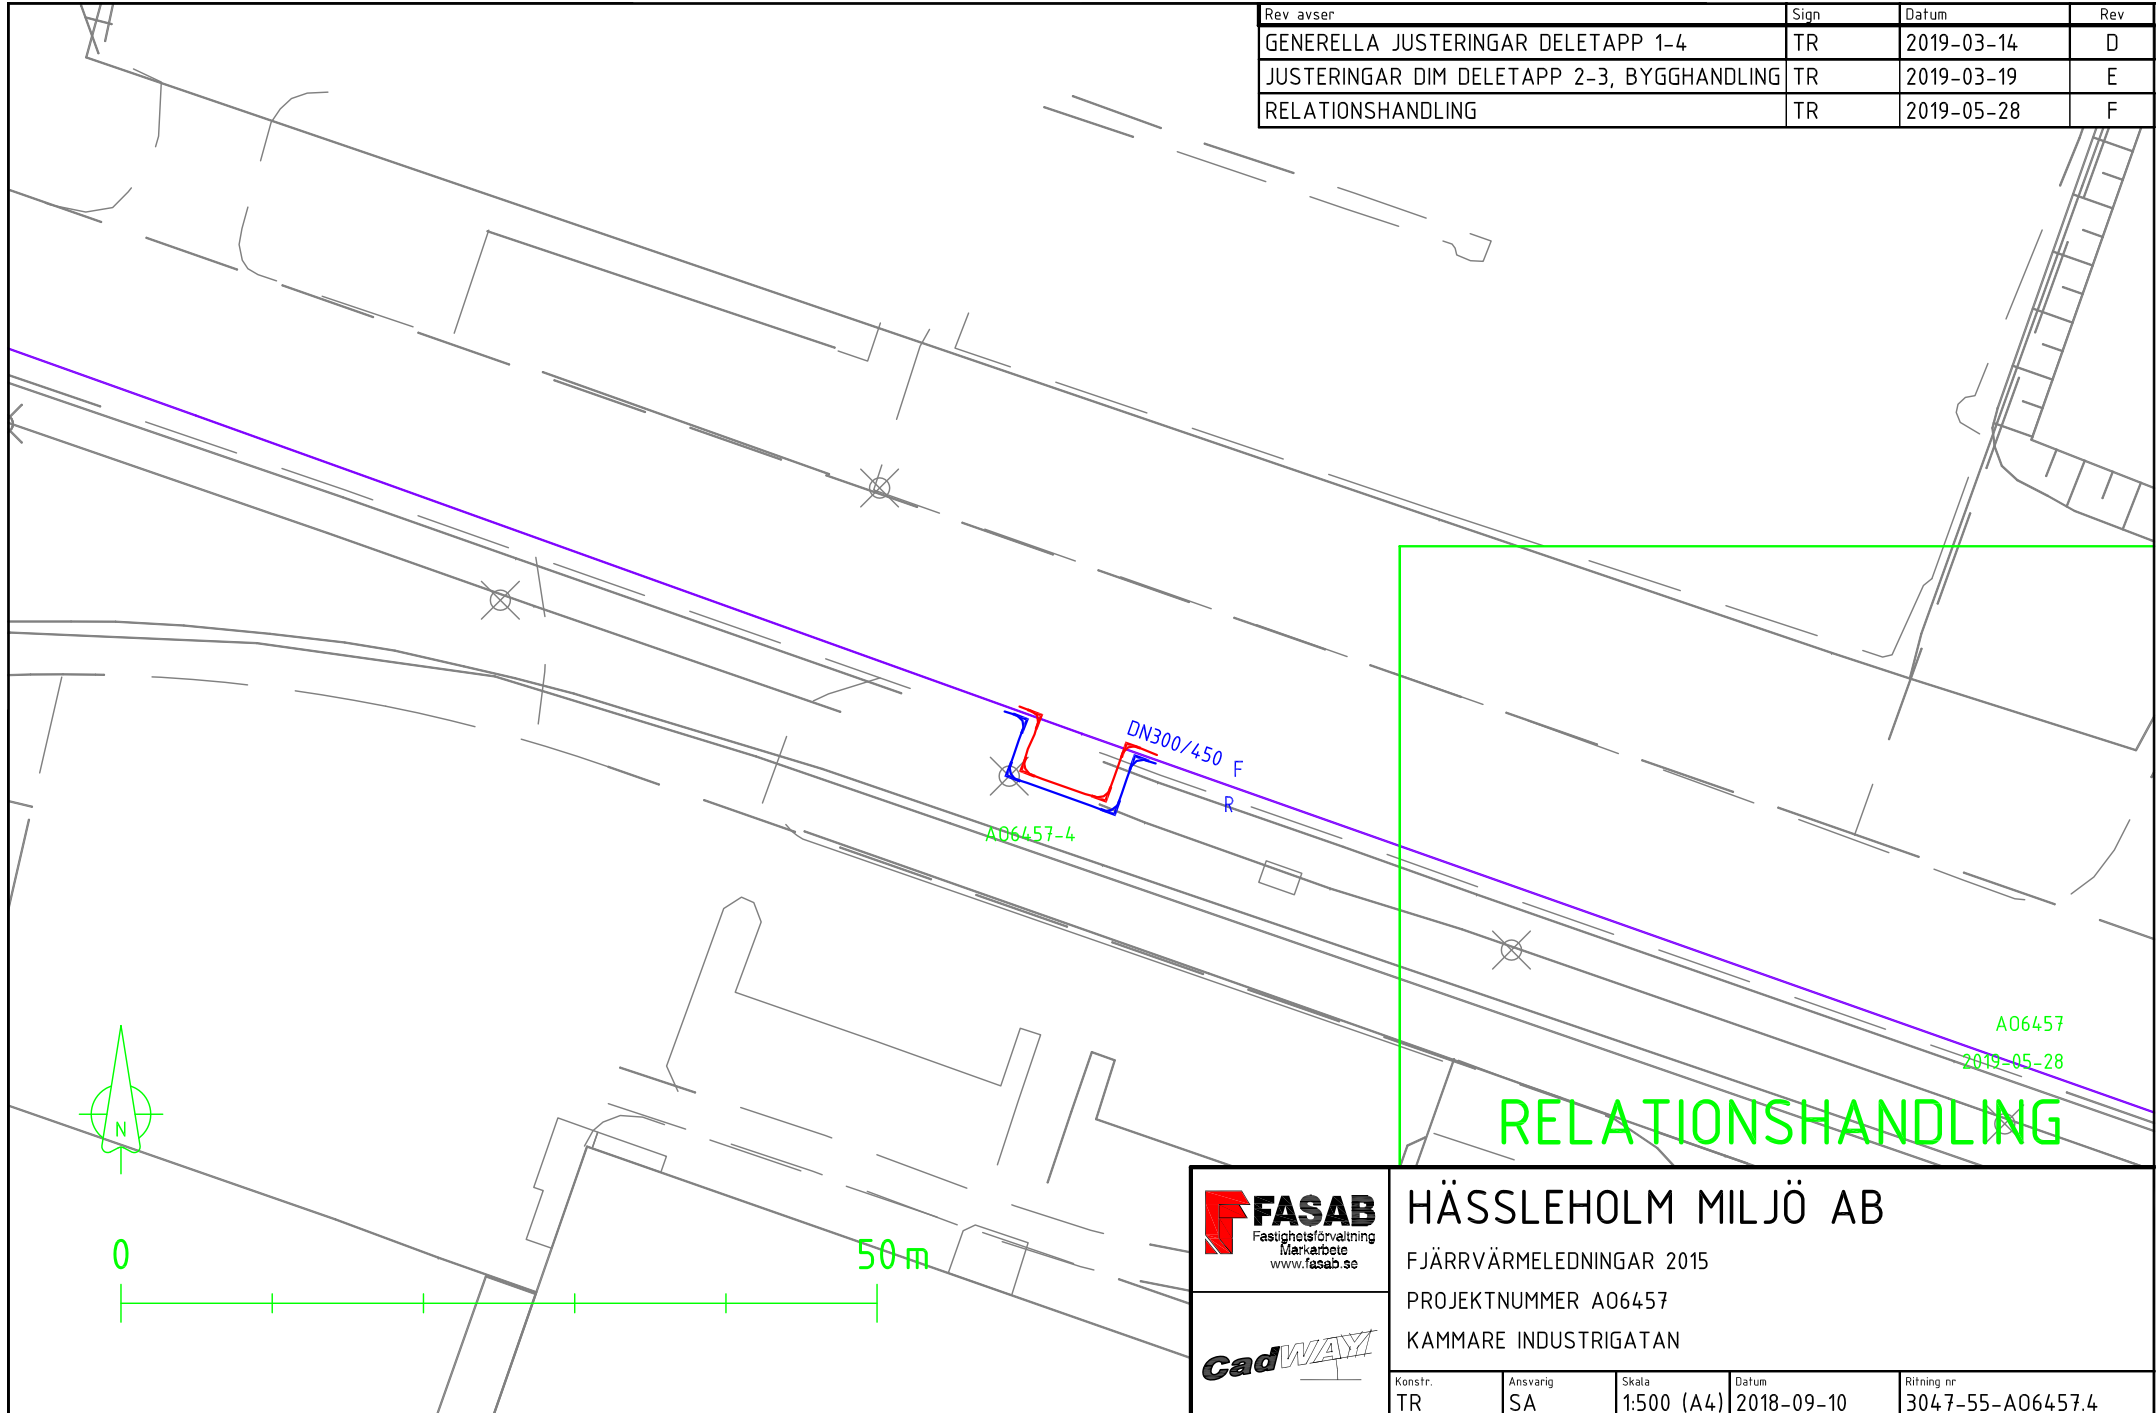 Rev avser Sign Datum Rev
GENERELLA JUSTERINGAR DELETAPP 1-4 TR 2019-03-14 D
JUSTERINGAR DIM DELETAPP 2-3, BYGGHANDLING TR 2019-03-19 E
RELATIONSHANDLING TR 2019-05-28 F
DN300/450 F
R
A06457-4
A06457
2019-05-28
RELATIONSHANDLING
N
0 50 m
FASAB
Fastighetsförvaltning
Markarbete
www.fasab.se
CadWAY
HÄSSLEHOLM MILJÖ AB
FJÄRRVÄRMELEDNINGAR 2015
PROJEKTNUMMER A06457
KAMMARE INDUSTRIGATAN
Konstr. Ansvarig Skala Datum Ritning nr
TR SA 1:500 (A4) 2018-09-10 3047-55-A06457.4